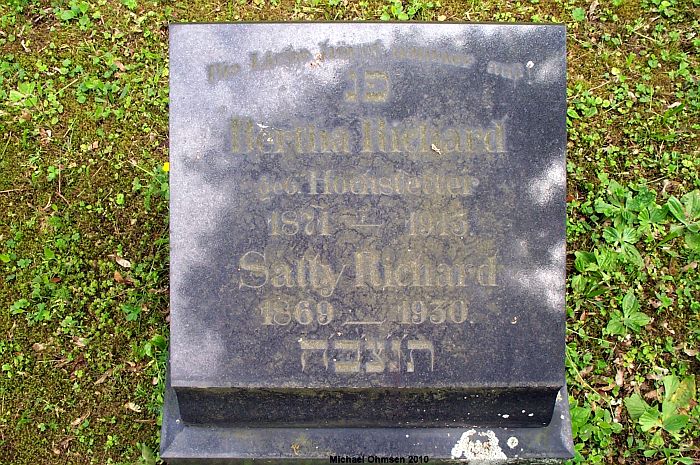 Die Liebe höret nimmer auf!
פ נ
Bertha Richard
geb. Hochstetter
1871 — 1915.
Sally Richard
1869 — 1930.
תנצבה
Michael Ohmsen 2010